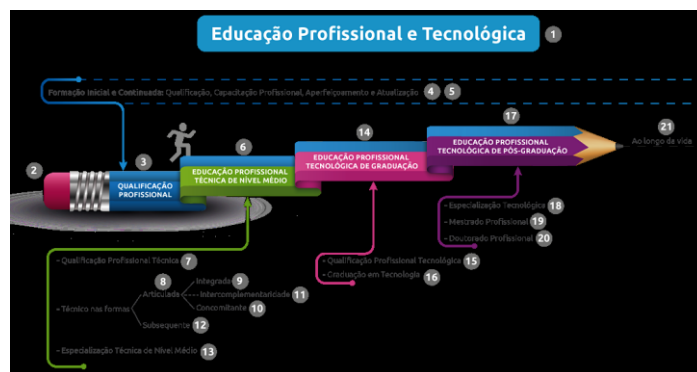 Educação Profissional e Tecnológica 1
Formação Inicial e Continuada: Qualificação, Capacitação Profissional, Aperfeiçoamento e Atualização 4 5
2
3
QUALIFICAÇÃO
PROFISSIONAL
6
EDUCAÇÃO PROFISSIONAL
TÉCNICA DE NÍVEL MÉDIO
14
EDUCAÇÃO PROFISSIONAL
TECNOLÓGICA DE GRADUAÇÃO
17
EDUCAÇÃO PROFISSIONAL
TECNOLÓGICA DE PÓS-GRADUAÇÃO
21
Ao longo da vida
- Qualificação Profissional Técnica 7
- Técnico nas formas
8
Articulada
Integrada 9
Intercomplementaridade 11
Concomitante 10
Subsequente 12
- Especialização Técnica de Nível Médio 13
- Qualificação Profissional Tecnológica 15
- Graduação em Tecnologia 16
- Especialização Tecnológica 18
- Mestrado Profissional 19
- Doutorado Profissional 20